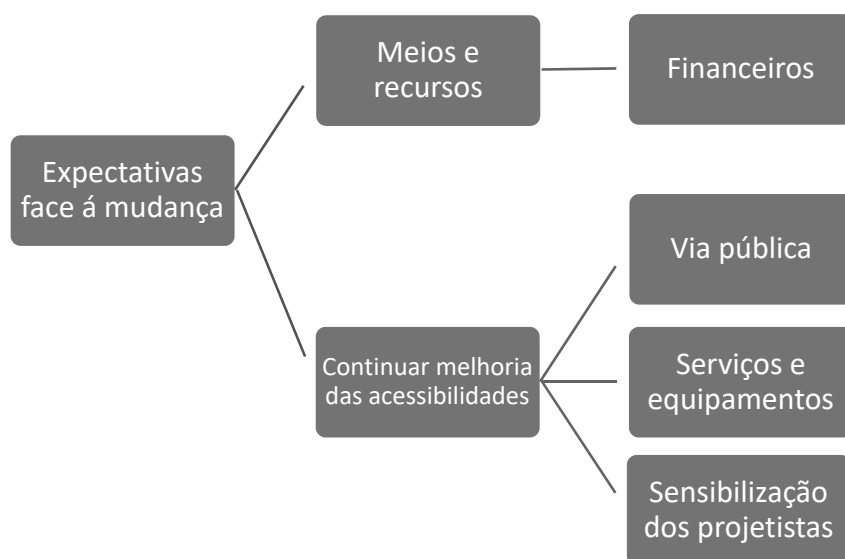 Expectativas
face á mudança
Meios e
recursos
Financeiros
Continuar melhoria
das acessibilidades
Via pública
Serviços e
equipamentos
Sensibilização
dos projetistas